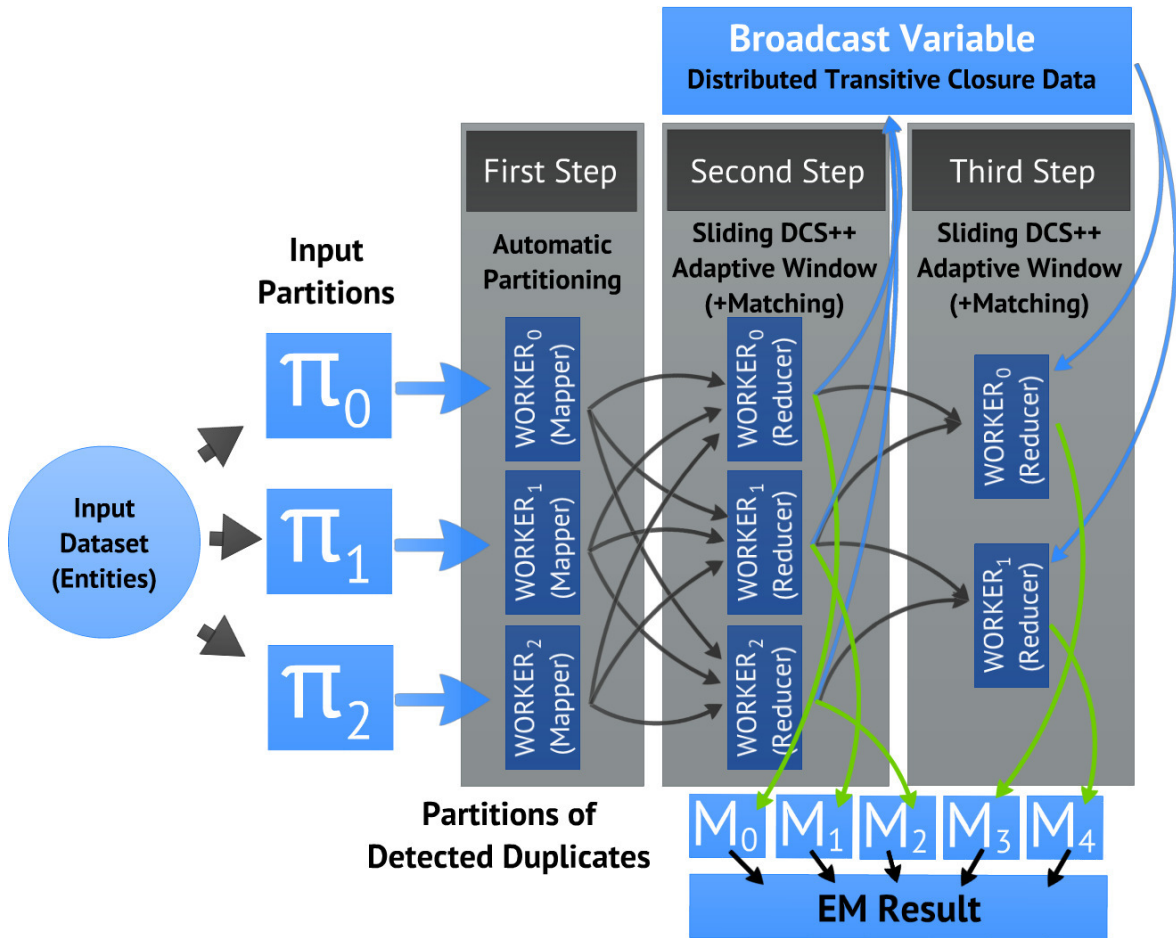 Broadcast Variable
Distributed Transitive Closure Data
First Step
Second Step
Third Step
Automatic
Partitioning
Sliding DCS++
Adaptive Window
(+Matching)
Sliding DCS++
Adaptive Window
(+Matching)
Input
Partitions
Input
Dataset
(Entities)
π0
π1
π2
WORKER0
(Mapper)
WORKER1
(Mapper)
WORKER2
(Mapper)
WORKER0
(Reducer)
WORKER1
(Reducer)
WORKER2
(Reducer)
WORKER0
(Reducer)
WORKER1
(Reducer)
Partitions of
Detected Duplicates
M0
M1
M2
M3
M4
EM Result